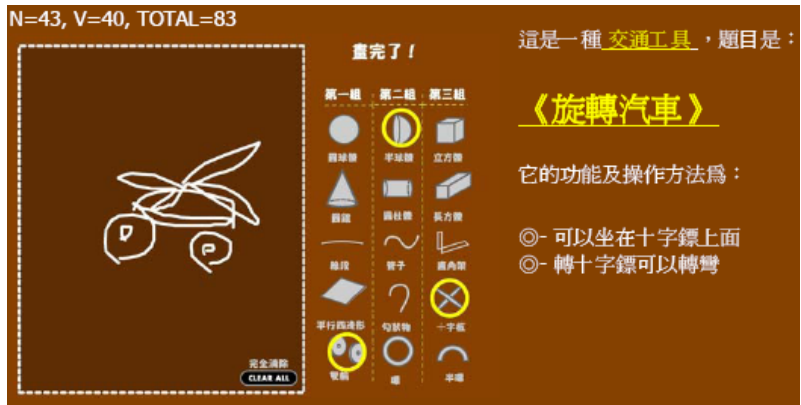 N=43, V=40, TOTAL=83
畫完了！
第一組 第二組 第三組
圓球體 半球體 立方體
圓錐 圓柱體 長方體
線段 管子 直角架
平行四邊形 勾狀物 十字板
雙輪 環 半環
完全清除
CLEAR ALL
這是一種 交通工具 ，題目是：
《旋轉汽車》
它的功能及操作方法為：
◎- 可以坐在十字鏢上面
◎- 轉十字鏢可以轉彎